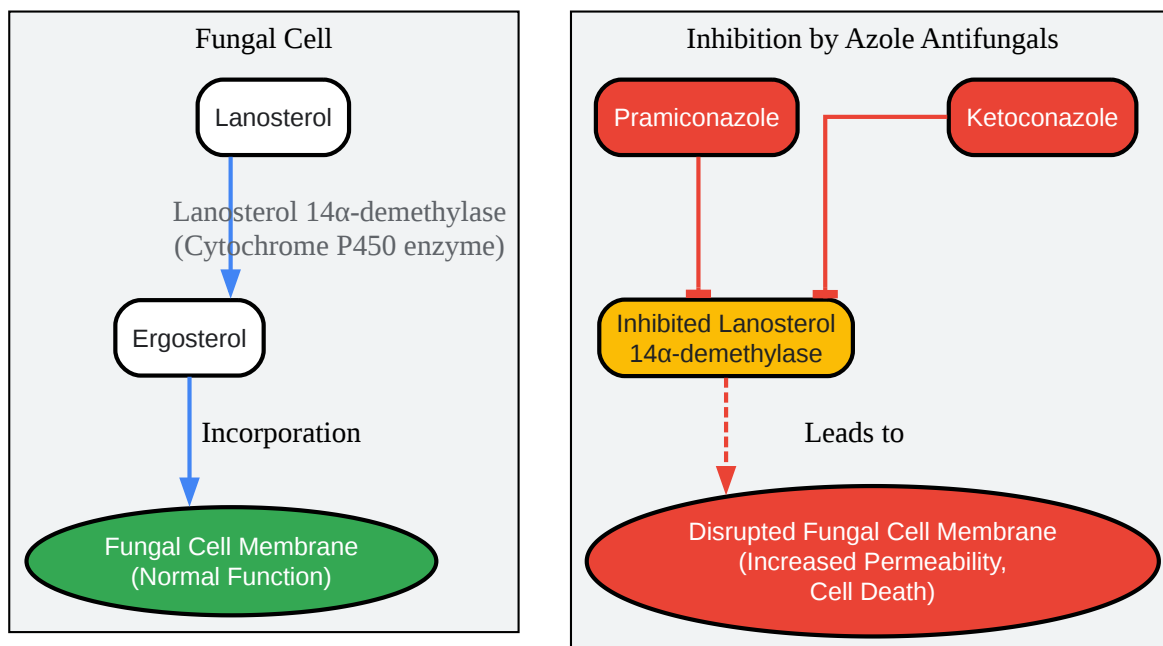 Fungal Cell
Lanosterol
Lanosterol 14α-demethylase
(Cytochrome P450 enzyme)
Ergosterol
Incorporation
Fungal Cell Membrane
(Normal Function)
Inhibition by Azole Antifungals
Pramiconazole
Ketoconazole
Inhibited Lanosterol
14α-demethylase
Leads to
Disrupted Fungal Cell Membrane
(Increased Permeability,
Cell Death)